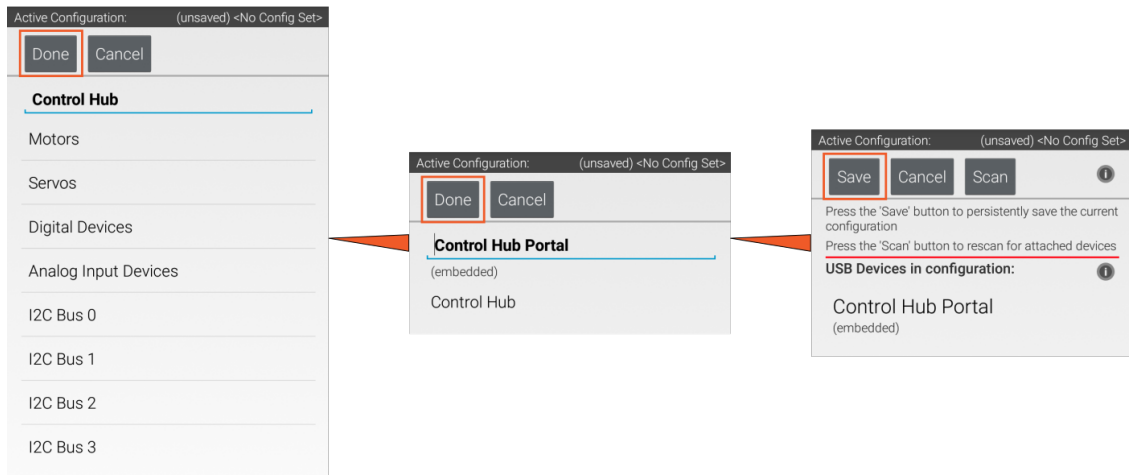 Active Configuration: (unsaved) <No Config Set>
Done Cancel
Control Hub
Motors
Servos
Digital Devices
Analog Input Devices
I2C Bus 0
I2C Bus 1
I2C Bus 2
I2C Bus 3
Active Configuration: (unsaved) <No Config Set>
Done Cancel
Control Hub Portal
(embedded)
Control Hub
Active Configuration: (unsaved) <No Config Set>
Save Cancel Scan
Press the 'Save' button to persistently save the current
configuration
Press the 'Scan' button to rescan for attached devices
USB Devices in configuration:
Control Hub Portal
(embedded)